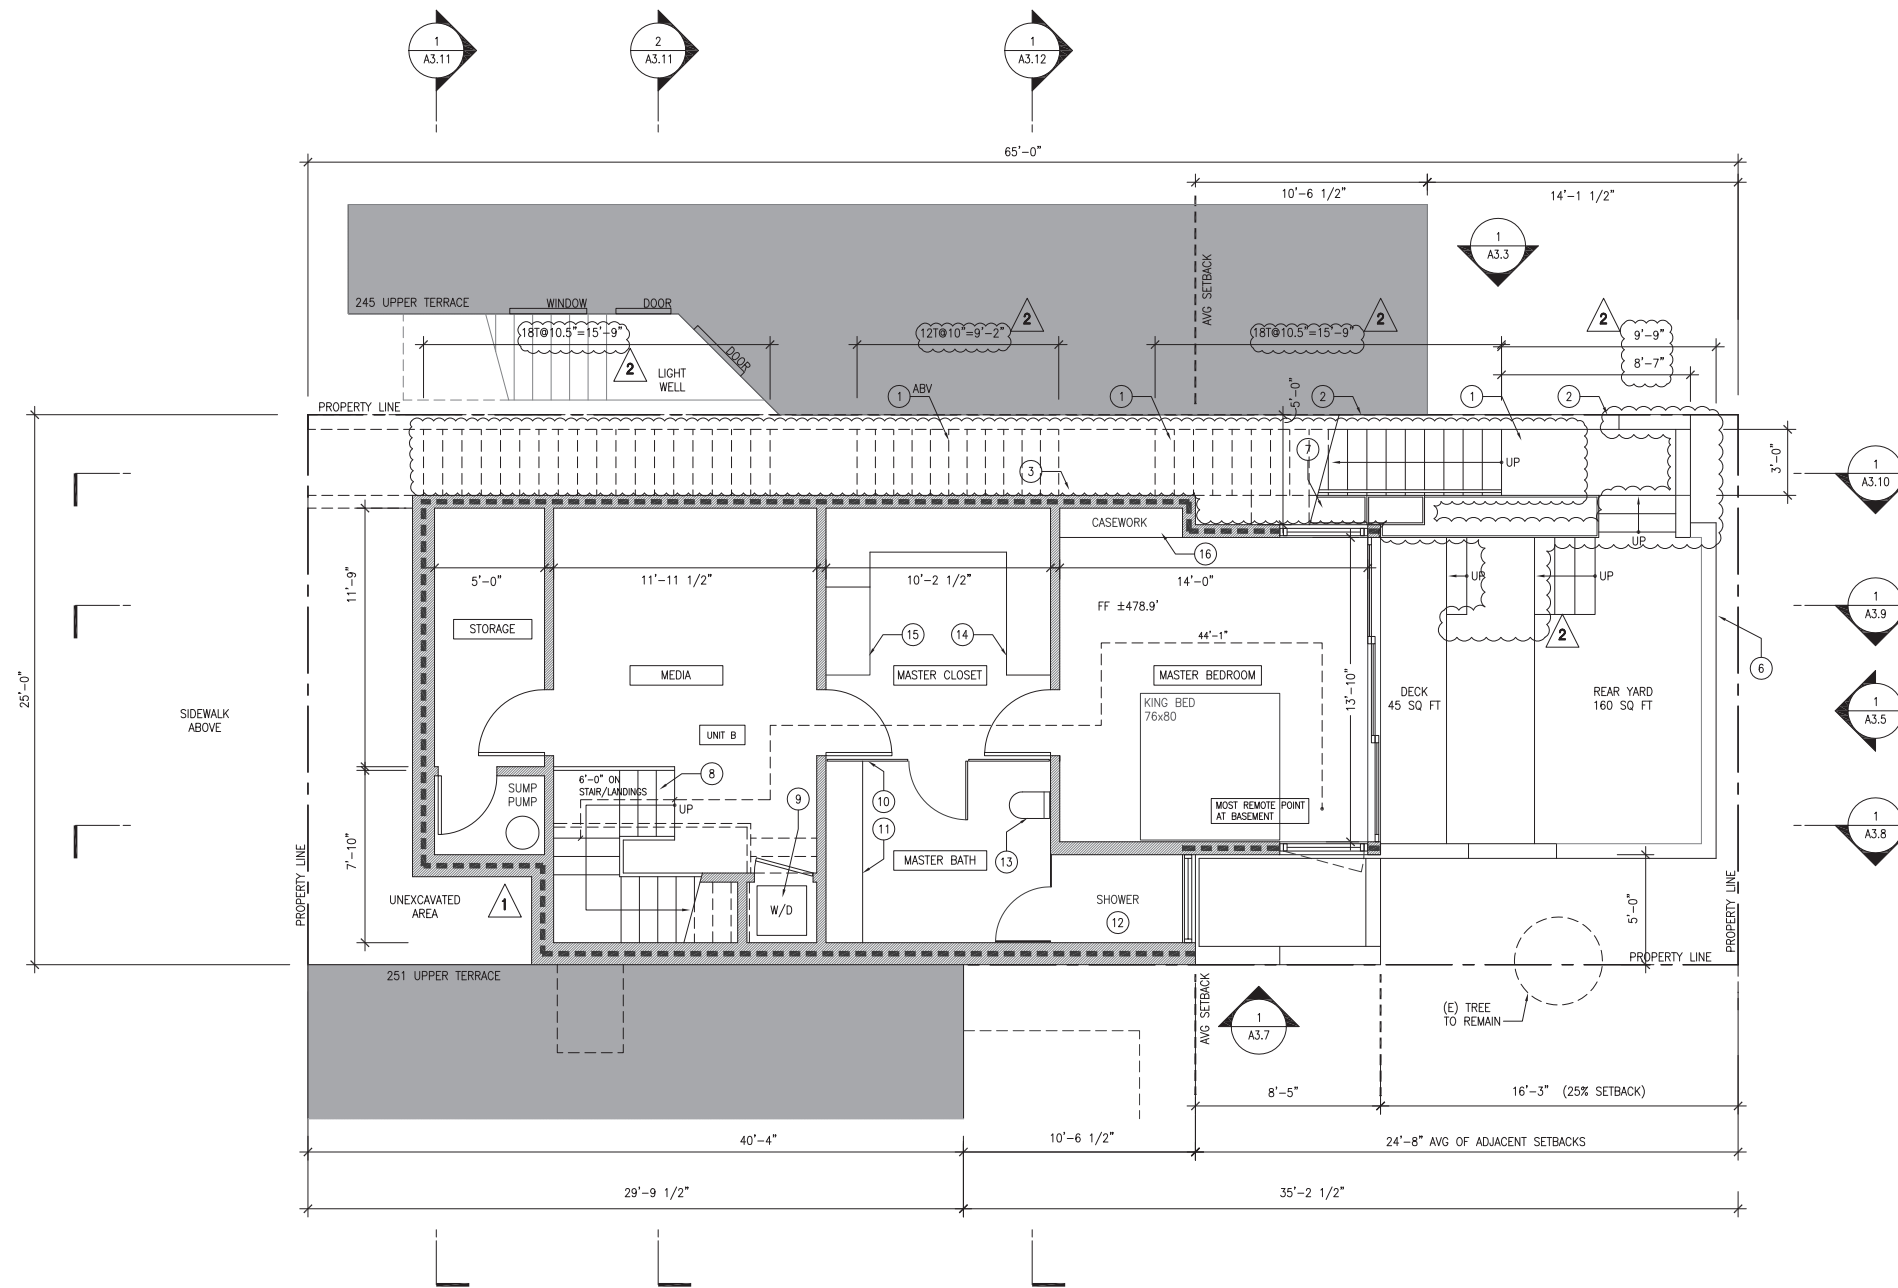 1
A3.11
2
A3.11
1
A3.12
65'-0"
10'-6 1/2"
14'-1 1/2"
1
A3.3
AVG SETBACK
245 UPPER TERRACE
WINDOW
DOOR
DOOR
18T@10.5"=15'-9"
2
12T@10"=9'-2"
2
18T@10.5"=15'-9"
2
2
9'-9"
8'-7"
LIGHT
WELL
PROPERTY LINE
1
ABV
1
5'-0"
2
1
2
3
7
UP
3'-0"
1
A3.10
CASEWORK
16
UP
11'-9"
5'-0"
11'-11 1/2"
10'-2 1/2"
14'-0"
UP
UP
FF ±478.9'
1
A3.9
STORAGE
15
14
44'-1"
2
6
MEDIA
MASTER CLOSET
MASTER BEDROOM
13'-10"
DECK
45 SQ FT
REAR YARD
160 SQ FT
25'-0"
SIDEWALK
ABOVE
KING BED
76x80
1
A3.5
UNIT B
6'-0" ON
STAIR/LANDINGS
8
SUMP
PUMP
UP
9
10
MOST REMOTE POINT
AT BASEMENT
1
A3.8
11
7'-10"
MASTER BATH
13
PROPERTY LINE
UNEXCAVATED
AREA
1
W/D
SHOWER
12
5'-0"
PROPERTY LINE
PROPERTY LINE
251 UPPER TERRACE
AVG SETBACK
1
A3.7
(E) TREE
TO REMAIN
8'-5"
16'-3" (25% SETBACK)
40'-4"
10'-6 1/2"
24'-8" AVG OF ADJACENT SETBACKS
29'-9 1/2"
35'-2 1/2"